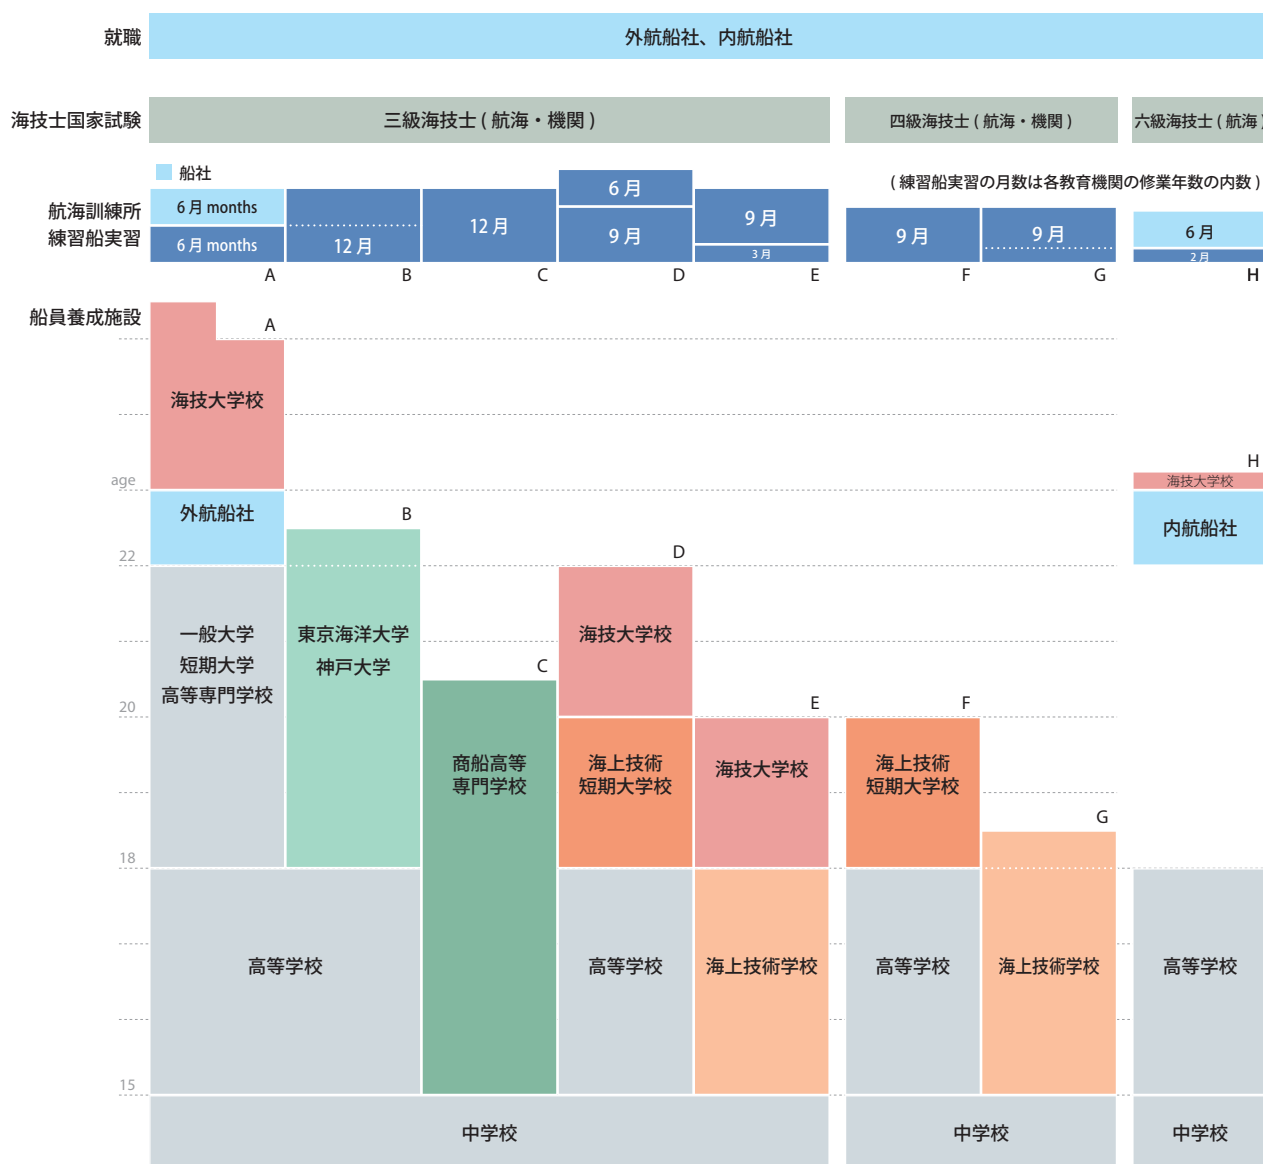 就職
外航船社、内航船社
海技士国家試験
三級海技士 ( 航海・機関 )
四級海技士 ( 航海・機関 )
六級海技士 ( 航海 )
船社
( 練習船実習の月数は各教育機関の修業年数の内数 )
航海訓練所
練習船実習
6 月 months
6 月 months
12 月
12 月
6 月
9 月
9 月
3 月
9 月
9 月
6 月
2 月
A
B
C
D
E
F
G
H
船員養成施設
A
海技大学校
age
H
海技大学校
外航船社
内航船社
B
22
D
一般大学
短期大学
高等専門学校
東京海洋大学
神戸大学
海技大学校
C
20
E
F
商船高等
専門学校
海上技術
短期大学校
海技大学校
海上技術
短期大学校
G
18
高等学校
高等学校
海上技術学校
高等学校
海上技術学校
高等学校
15
中学校
中学校
中学校